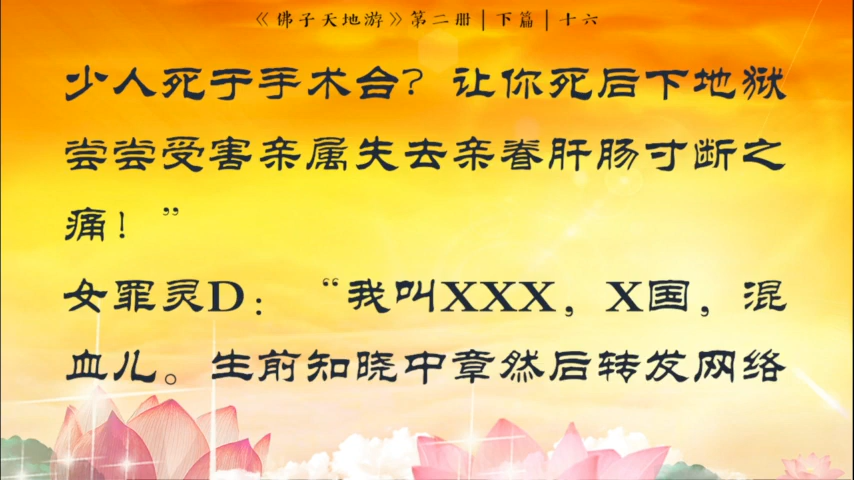 《佛子天地游》第二册|下篇|十六
少人死于手术台？让你死后下地狱
尝尝受害亲属失去亲眷肝肠寸断之
痛！”
女罪灵D：“我叫XXX，X国，混
血儿。生前知晓中章然后转发网络